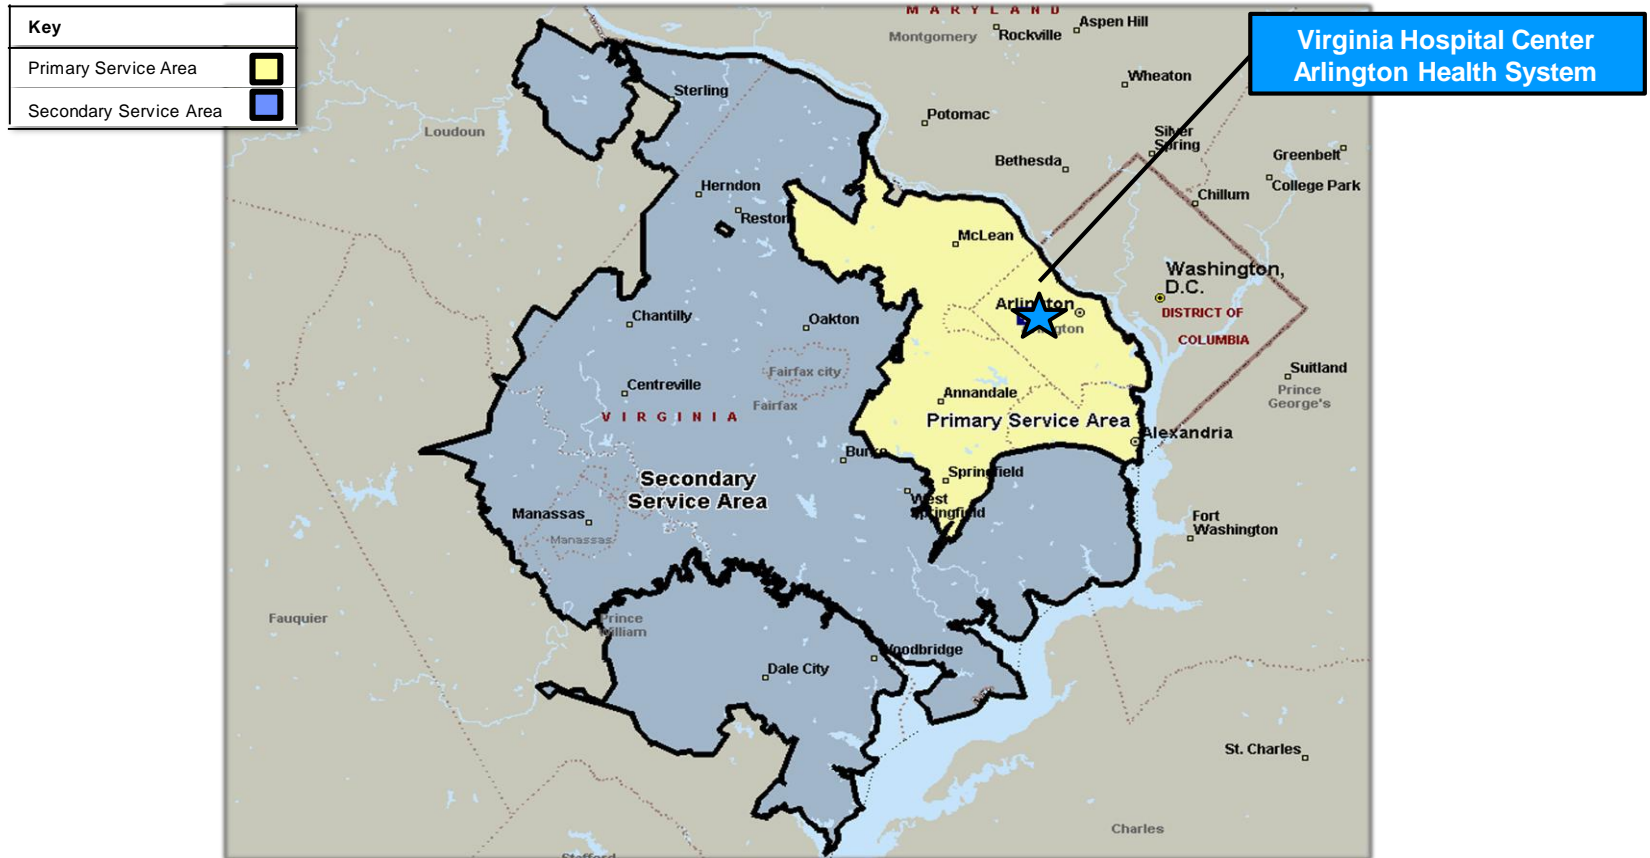 Key
Primary Service Area
Secondary Service Area
Virginia Hospital Center
Arlington Health System
MARYLAND
Aspen Hill
Montgomery
Rockville
Wheaton
Sterling
Potomac
Loudoun
Silver
Spring
Bethesda
Greenbelt
College Park
Herndon
Chillum
Reston
McLean
Washington,
D.C.
Arlington
DISTRICT OF
COLUMBIA
Chantilly
Oakton
Fairfax city
Suitland
Prince
George's
Centreville
Annandale
Fairfax
VIRGINIA
Primary Service Area
Alexandria
Burke
Springfield
Secondary
Service Area
West
Springfield
Manassas
Manassas
Fort
Washington
Fauquier
Prince
William
Woodbridge
Dale City
St. Charles
Charles
Stafford